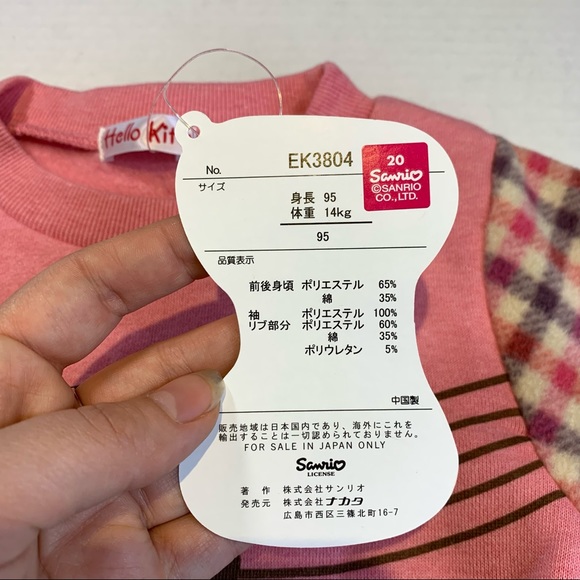 Hello Kit
No. EK3804
20
Sanrio
©SANRIO
CO.,LTD.
サイズ
身長 95
体重 14kg
95
品質表示
前後身頃 ポリエステル 65%
綿 35%
袖 ポリエステル 100%
リブ部分 ポリエステル 60%
綿 35%
ポリウレタン 5%
中国製
販売地域は日本国内であり、海外にこれを
輸出することは一切認められておりません。
FOR SALE IN JAPAN ONLY
Sanrio
LICENSE
著 作 株式会社サンリオ
発売元 株式会社ナカタ
広島市西区三篠北町16-7